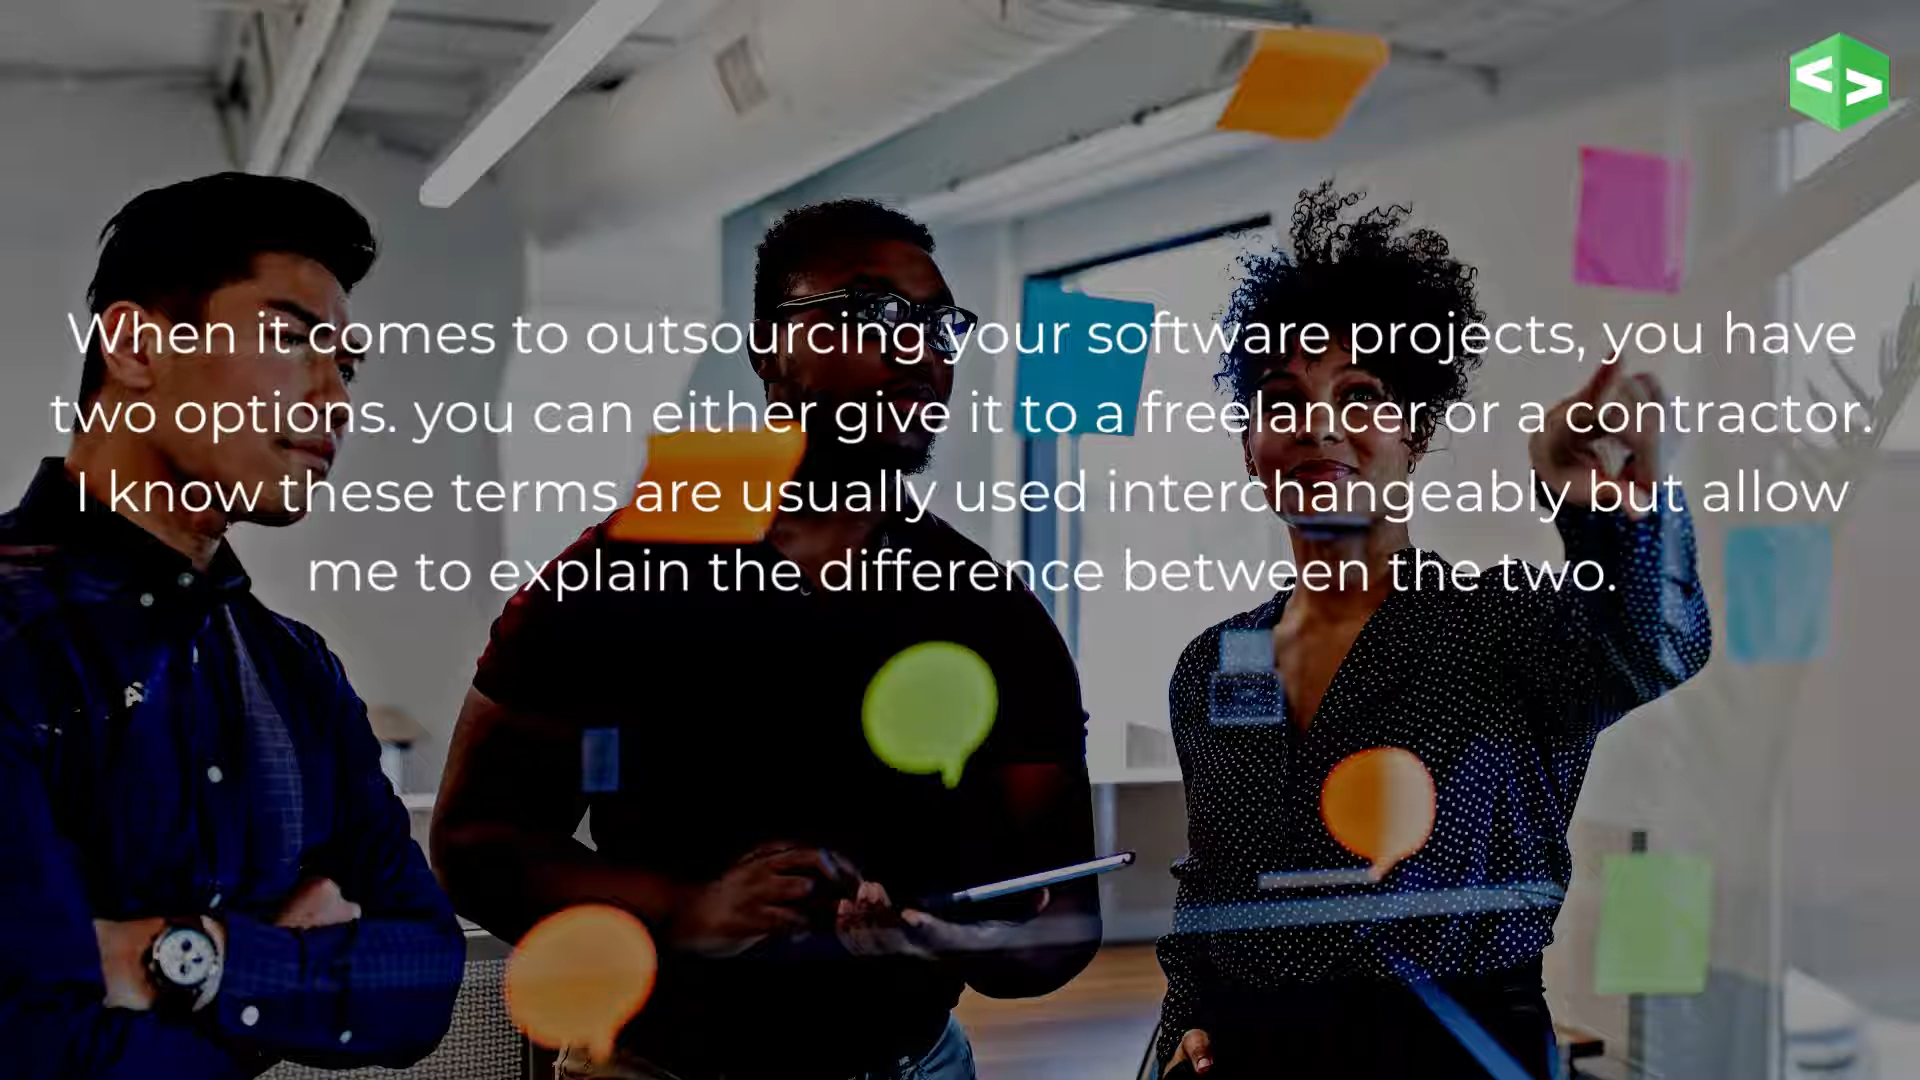 When it comes to outsourcing your software projects, you have
two options. you can either give it to a freelancer or a contractor.
I know these terms are usually used interchangeably but allow
me to explain the difference between the two.